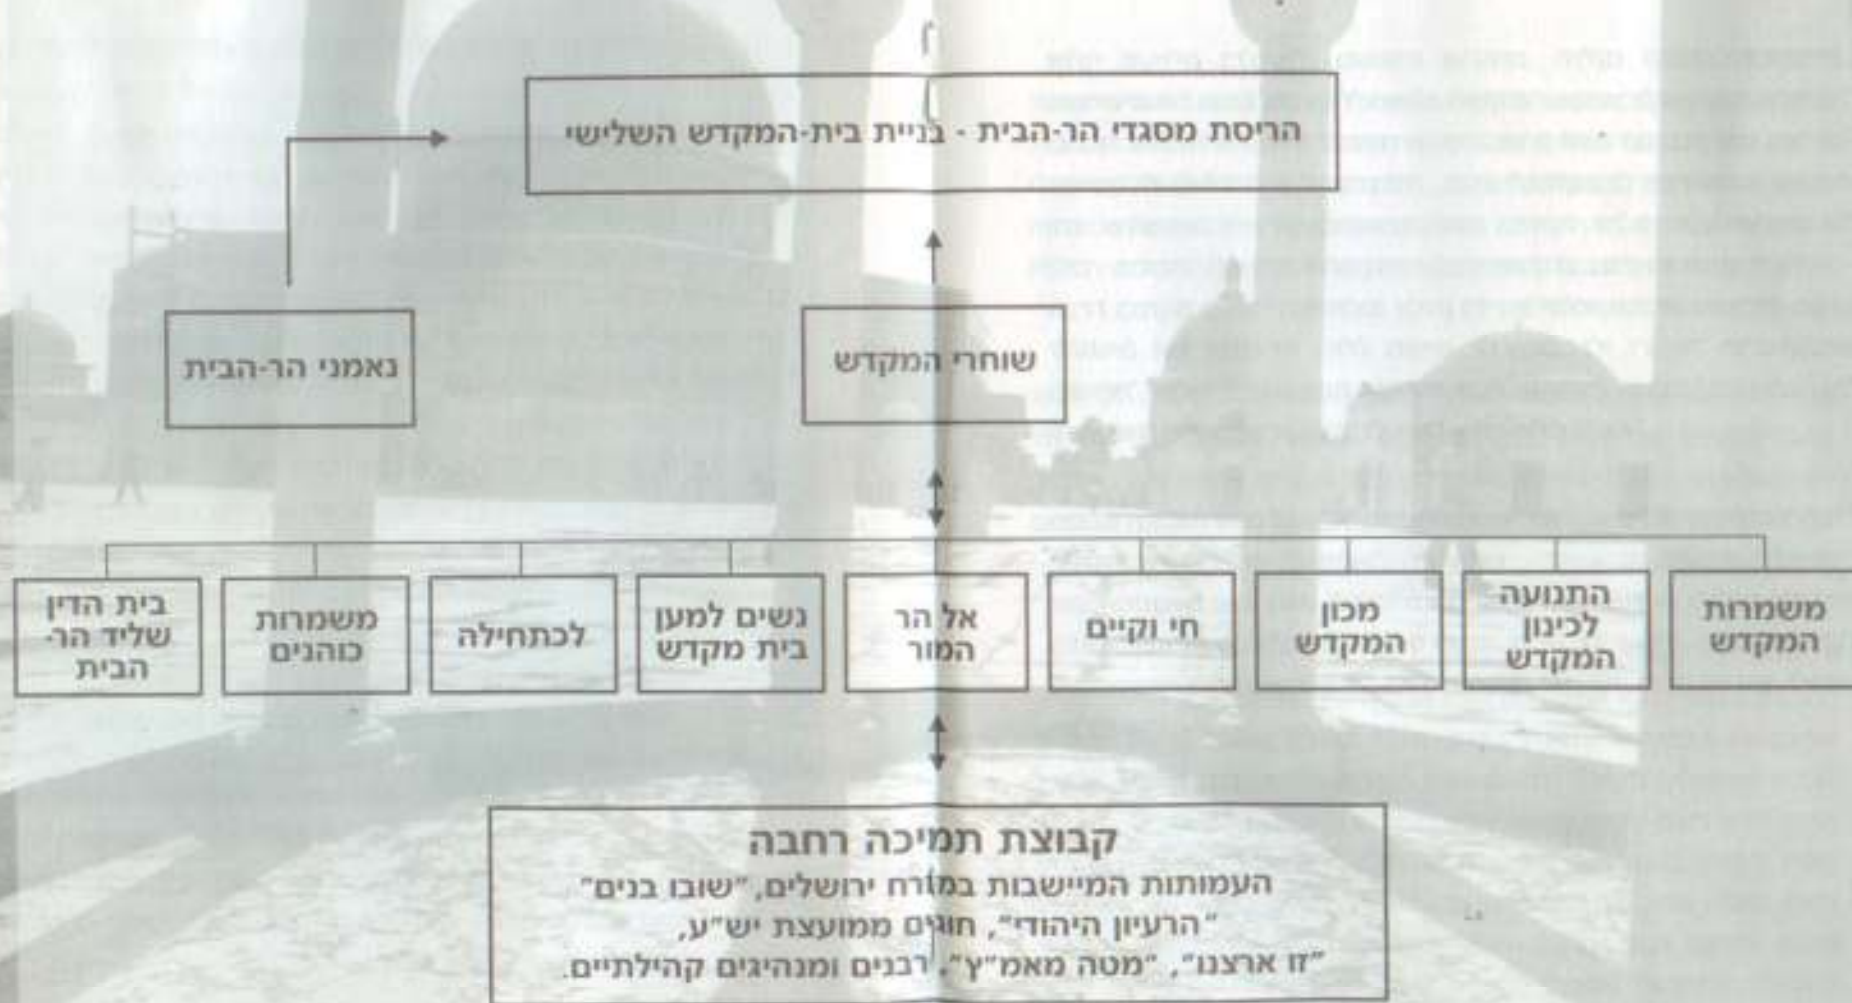 הריסת מסגדי הר-הבית - בניית בית-המקדש השלישי
שוחרי המקדש
נאמני הר-הבית
משמרות
המקדש
התנועה
לכינון
המקדש
מכון
המקדש
חי וקיים
אל הר
המור
נשים למען
בית מקדש
לכתחילה
משמרות
כוהנים
בית הדין
שליד הר-
הבית
קבוצת תמיכה רחבה
העמותות המיישבות במזרח ירושלים, "שובו בנים"
"הרעיון היהודי", חוגים ממועצת יש"ע,
"זו ארצנו", "מטה מאמ"ץ", רבנים ומנהיגים קהילתיים.